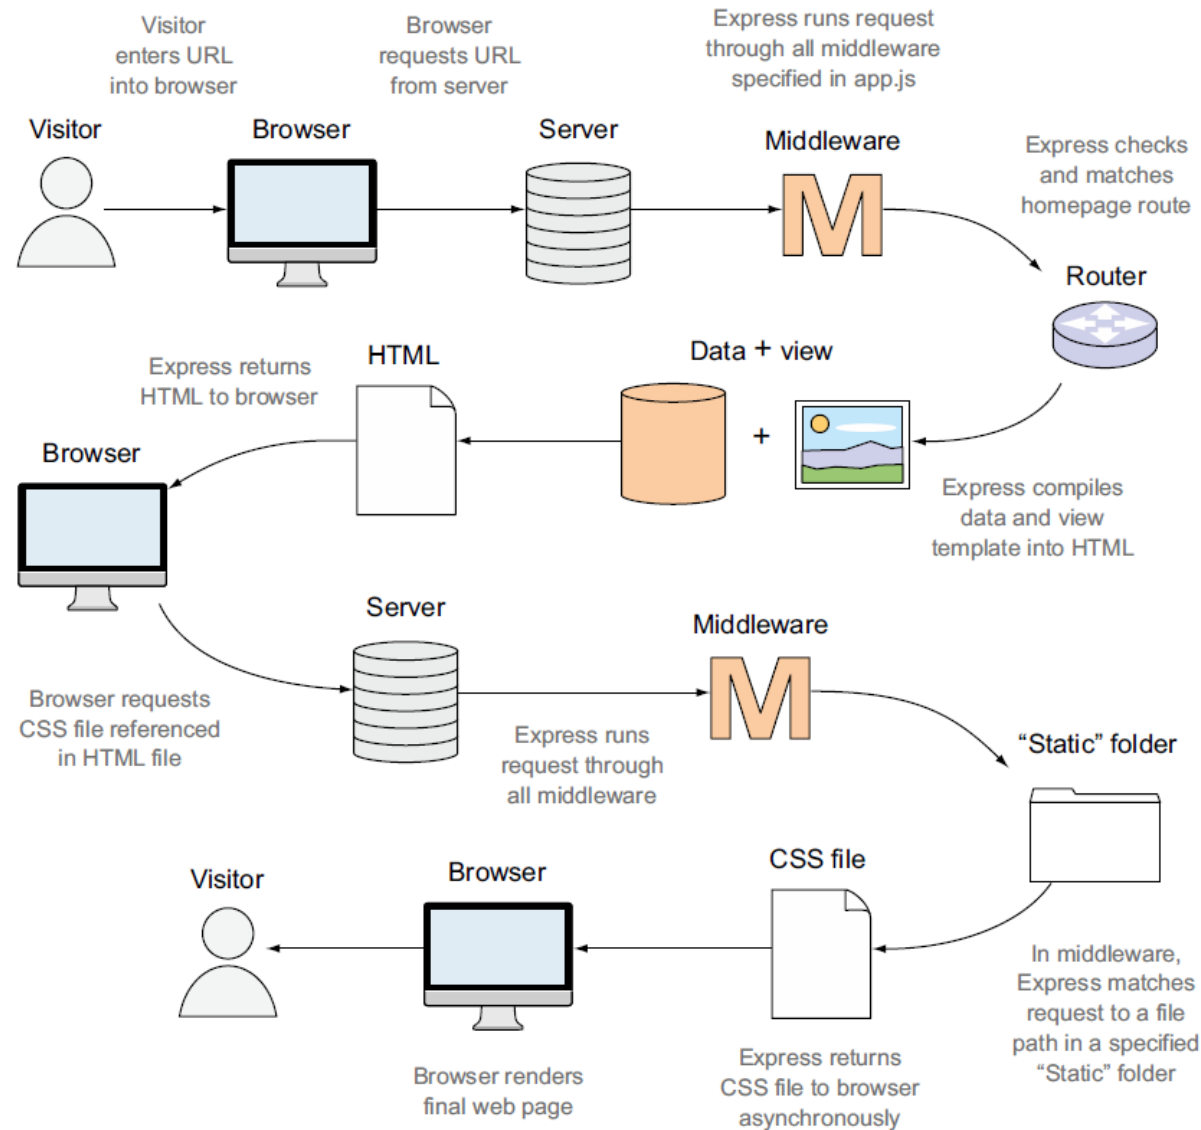 Visitor
enters URL
into browser
Browser
requests URL
from server
Express runs request
through all middleware
specified in app.js
Visitor
Browser
Server
Middleware
Express checks
and matches
homepage route
Router
Express returns
HTML to browser
HTML
Data + view
+
Express compiles
data and view
template into HTML
Browser
Server
Middleware
Browser requests
CSS file referenced
in HTML file
Express runs
request through
all middleware
“Static” folder
Visitor
Browser
CSS file
In middleware,
Express matches
request to a file
path in a specified
“Static” folder
Browser renders
final web page
Express returns
CSS file to browser
asynchronously